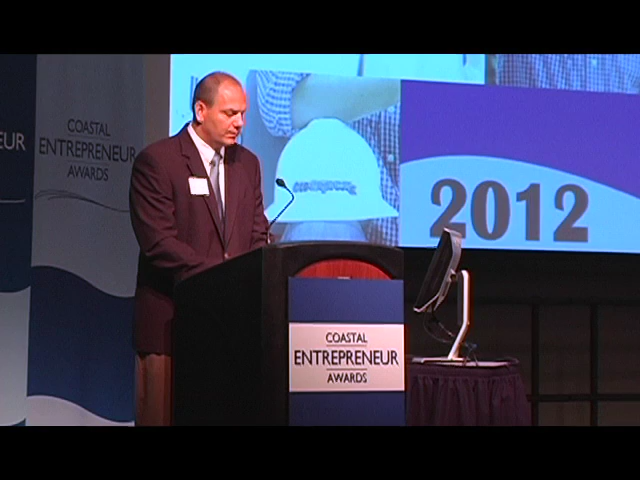 EUR
COASTAL
ENTREPRENEUR
AWARDS
2012
COASTAL
ENTREPRENEUR
AWARDS